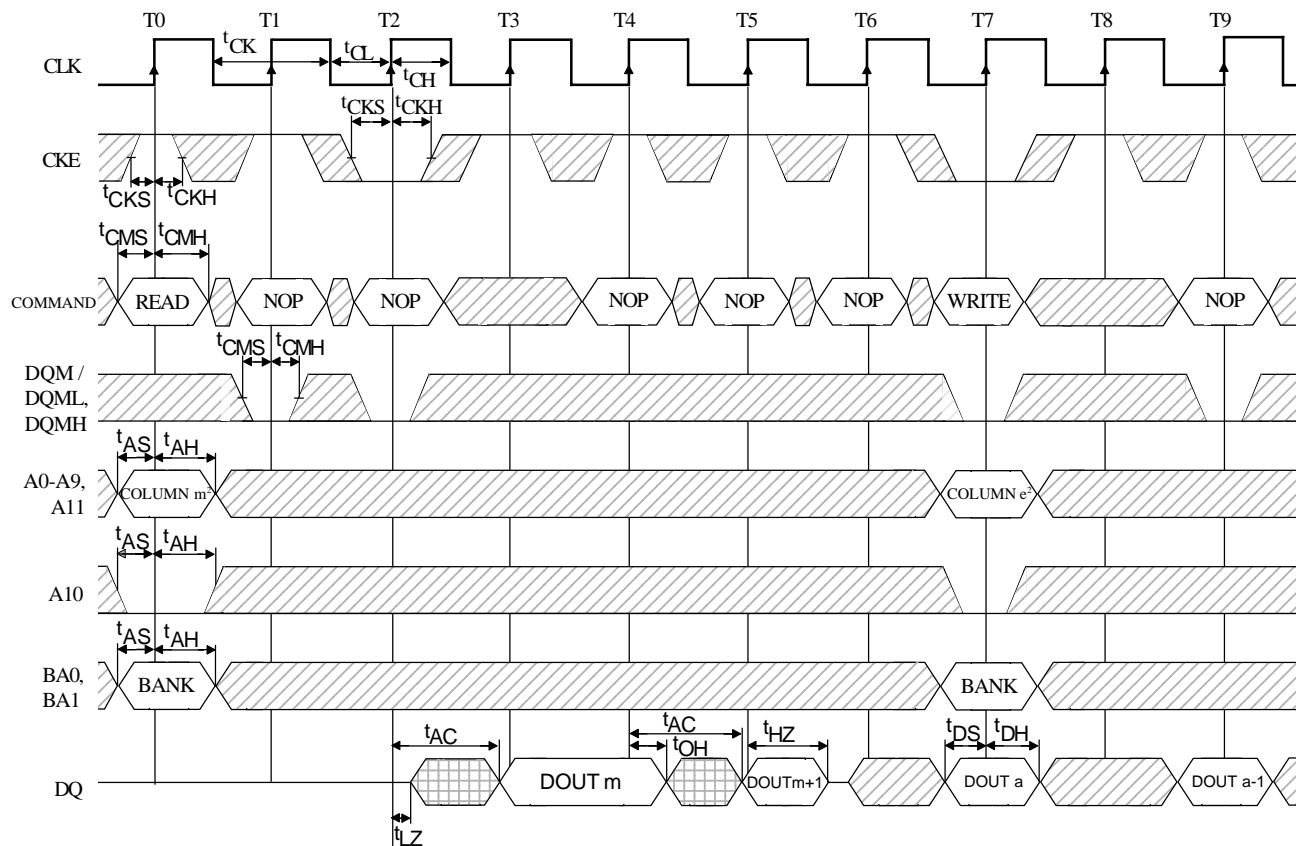 T0 T1 T2 T3 T4 T5 T6 T7 T8 T9
CLK
tCK tCL
tCH
tCKS tCKH
CKE
tCKS tCKH
tCMS tCMH
COMMAND READ NOP NOP NOP NOP NOP WRITE NOP
tCMS tCMH
DQM /
DQML,
DQMH
tAS tAH
A0-A9,
A11
COLUMN m² COLUMN e²
tAS tAH
A10
tAS tAH
BA0,
BA1
BANK BANK
tAC tAC tHZ tDS tDH
tOH
DQ DOUT m DOUTm+1 DOUT a DOUT a-1
tLZ